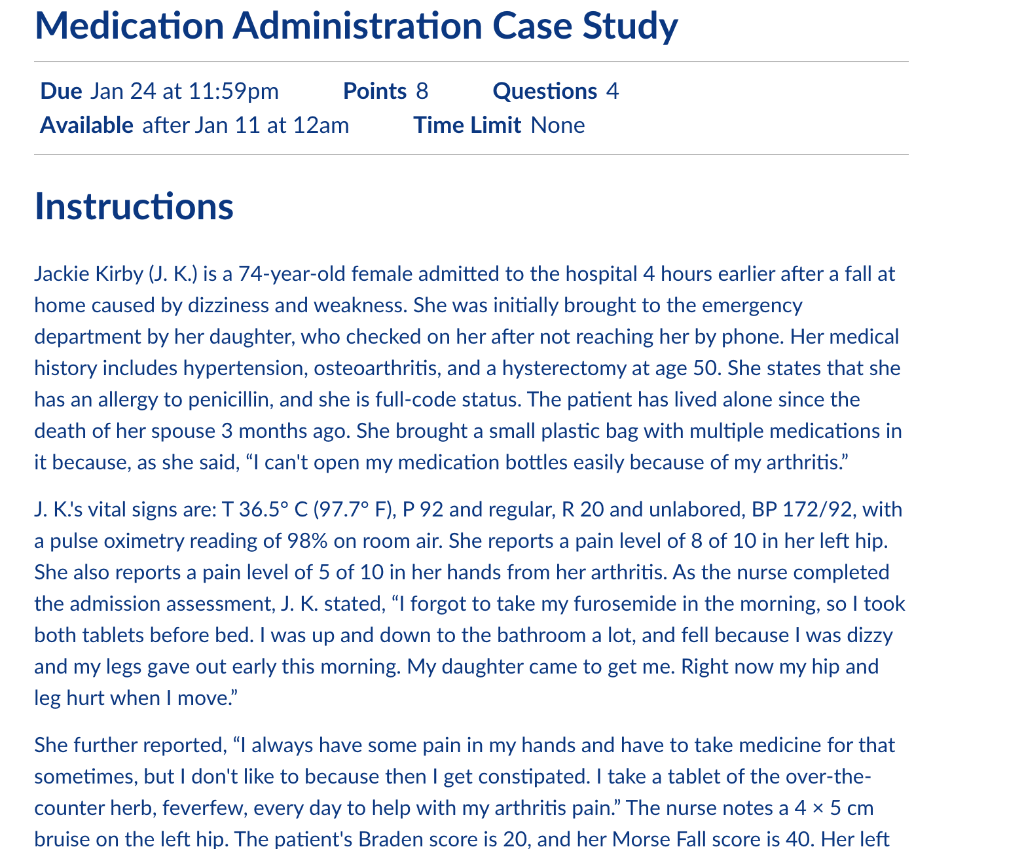 Medication Administration Case Study
Due Jan 24 at 11:59pm Points 8 Questions 4
Available after Jan 11 at 12am Time Limit None
Instructions
Jackie Kirby (J. K.) is a 74-year-old female admitted to the hospital 4 hours earlier after a fall at
home caused by dizziness and weakness. She was initially brought to the emergency
department by her daughter, who checked on her after not reaching her by phone. Her medical
history includes hypertension, osteoarthritis, and a hysterectomy at age 50. She states that she
has an allergy to penicillin, and she is full-code status. The patient has lived alone since the
death of her spouse 3 months ago. She brought a small plastic bag with multiple medications in
it because, as she said, “I can't open my medication bottles easily because of my arthritis.”
J. K.'s vital signs are: T 36.5° C (97.7° F), P 92 and regular, R 20 and unlabored, BP 172/92, with
a pulse oximetry reading of 98% on room air. She reports a pain level of 8 of 10 in her left hip.
She also reports a pain level of 5 of 10 in her hands from her arthritis. As the nurse completed
the admission assessment, J. K. stated, “I forgot to take my furosemide in the morning, so I took
both tablets before bed. I was up and down to the bathroom a lot, and fell because I was dizzy
and my legs gave out early this morning. My daughter came to get me. Right now my hip and
leg hurt when I move.”
She further reported, “I always have some pain in my hands and have to take medicine for that
sometimes, but I don't like to because then I get constipated. I take a tablet of the over-the-
counter herb, feverfew, every day to help with my arthritis pain.” The nurse notes a 4 × 5 cm
bruise on the left hip. The patient's Braden score is 20, and her Morse Fall score is 40. Her left